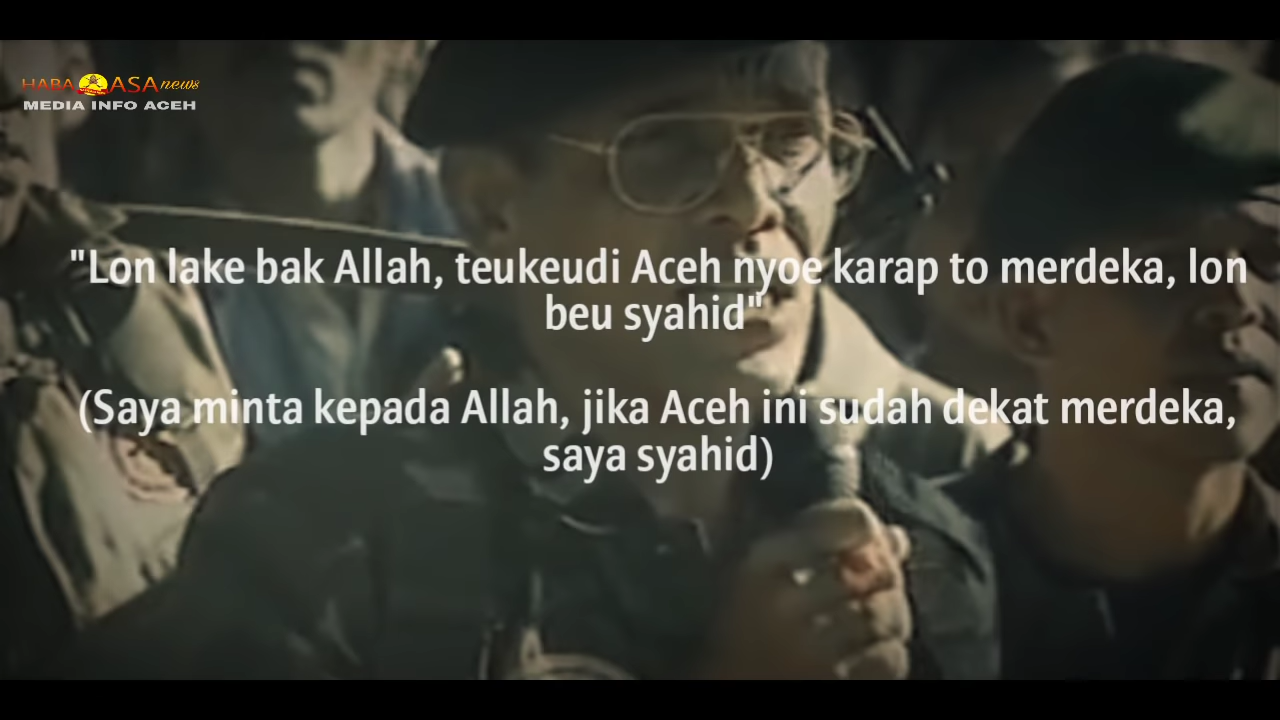 HABA ASA news
MEDIA INFO ACEH
"Lon lake bak Allah, teukeudi Aceh nyoe karap to merdeka, lon
beu syahid"
(Saya minta kepada Allah, jika Aceh ini sudah dekat merdeka,
saya syahid)